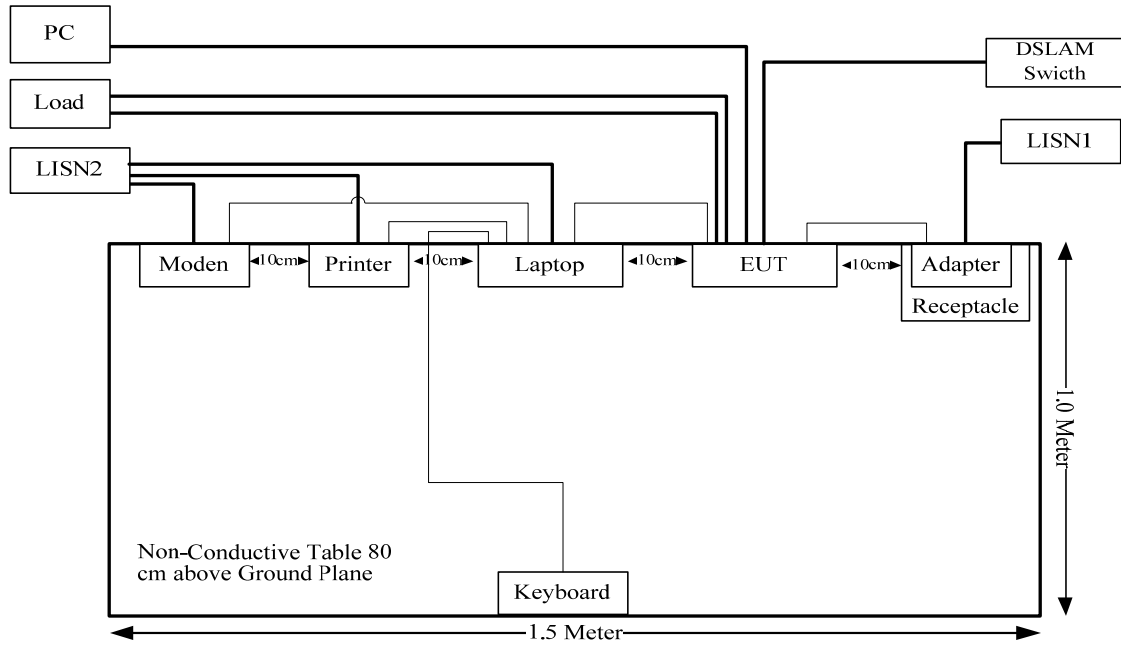 PC
DSLAM
Swicth
Load
LISN1
LISN2
Moden
10cm
Printer
10cm
Laptop
10cm
EUT
10cm
Adapter
Receptacle
1.0 Meter
Non-Conductive Table 80
cm above Ground Plane
Keyboard
1.5 Meter